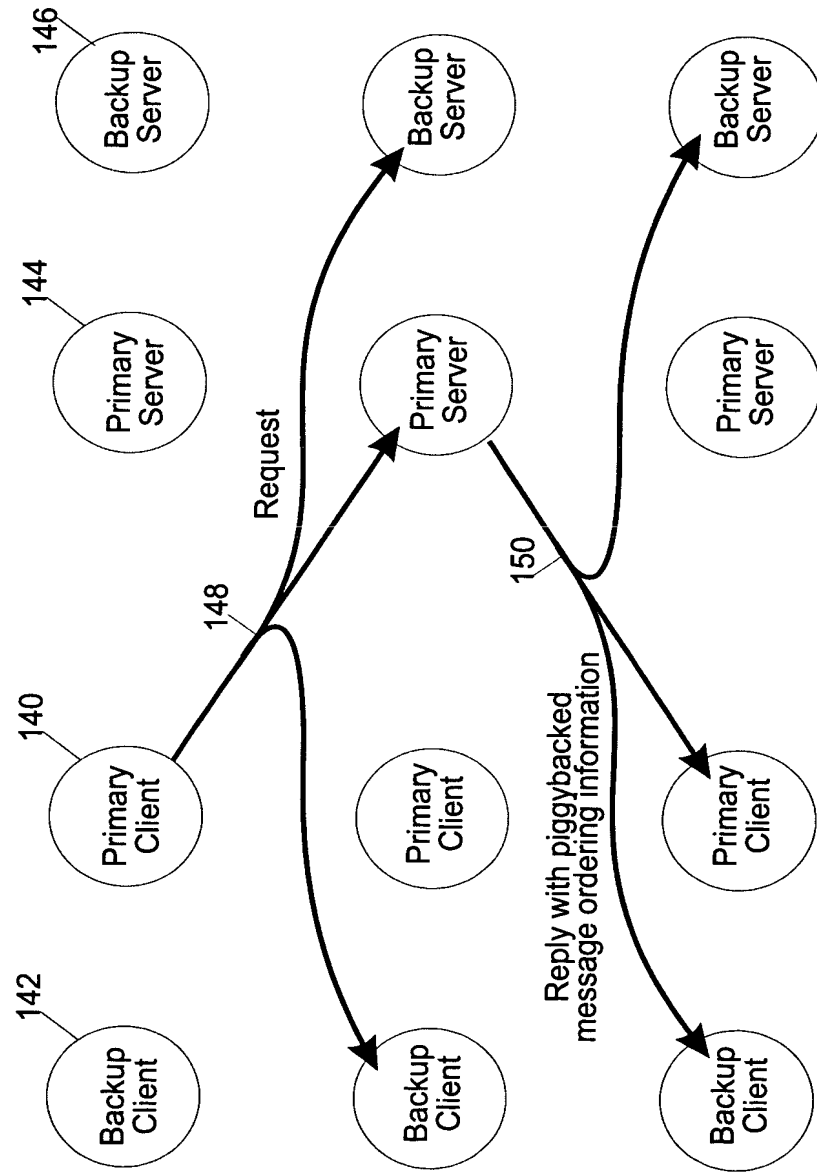 142
140
144
146
Backup
Client
Primary
Client
Primary
Server
Backup
Server
148
Request
Backup
Client
Primary
Client
Primary
Server
Backup
Server
150
Reply with piggybacked
message ordering information
Backup
Client
Primary
Client
Primary
Server
Backup
Server